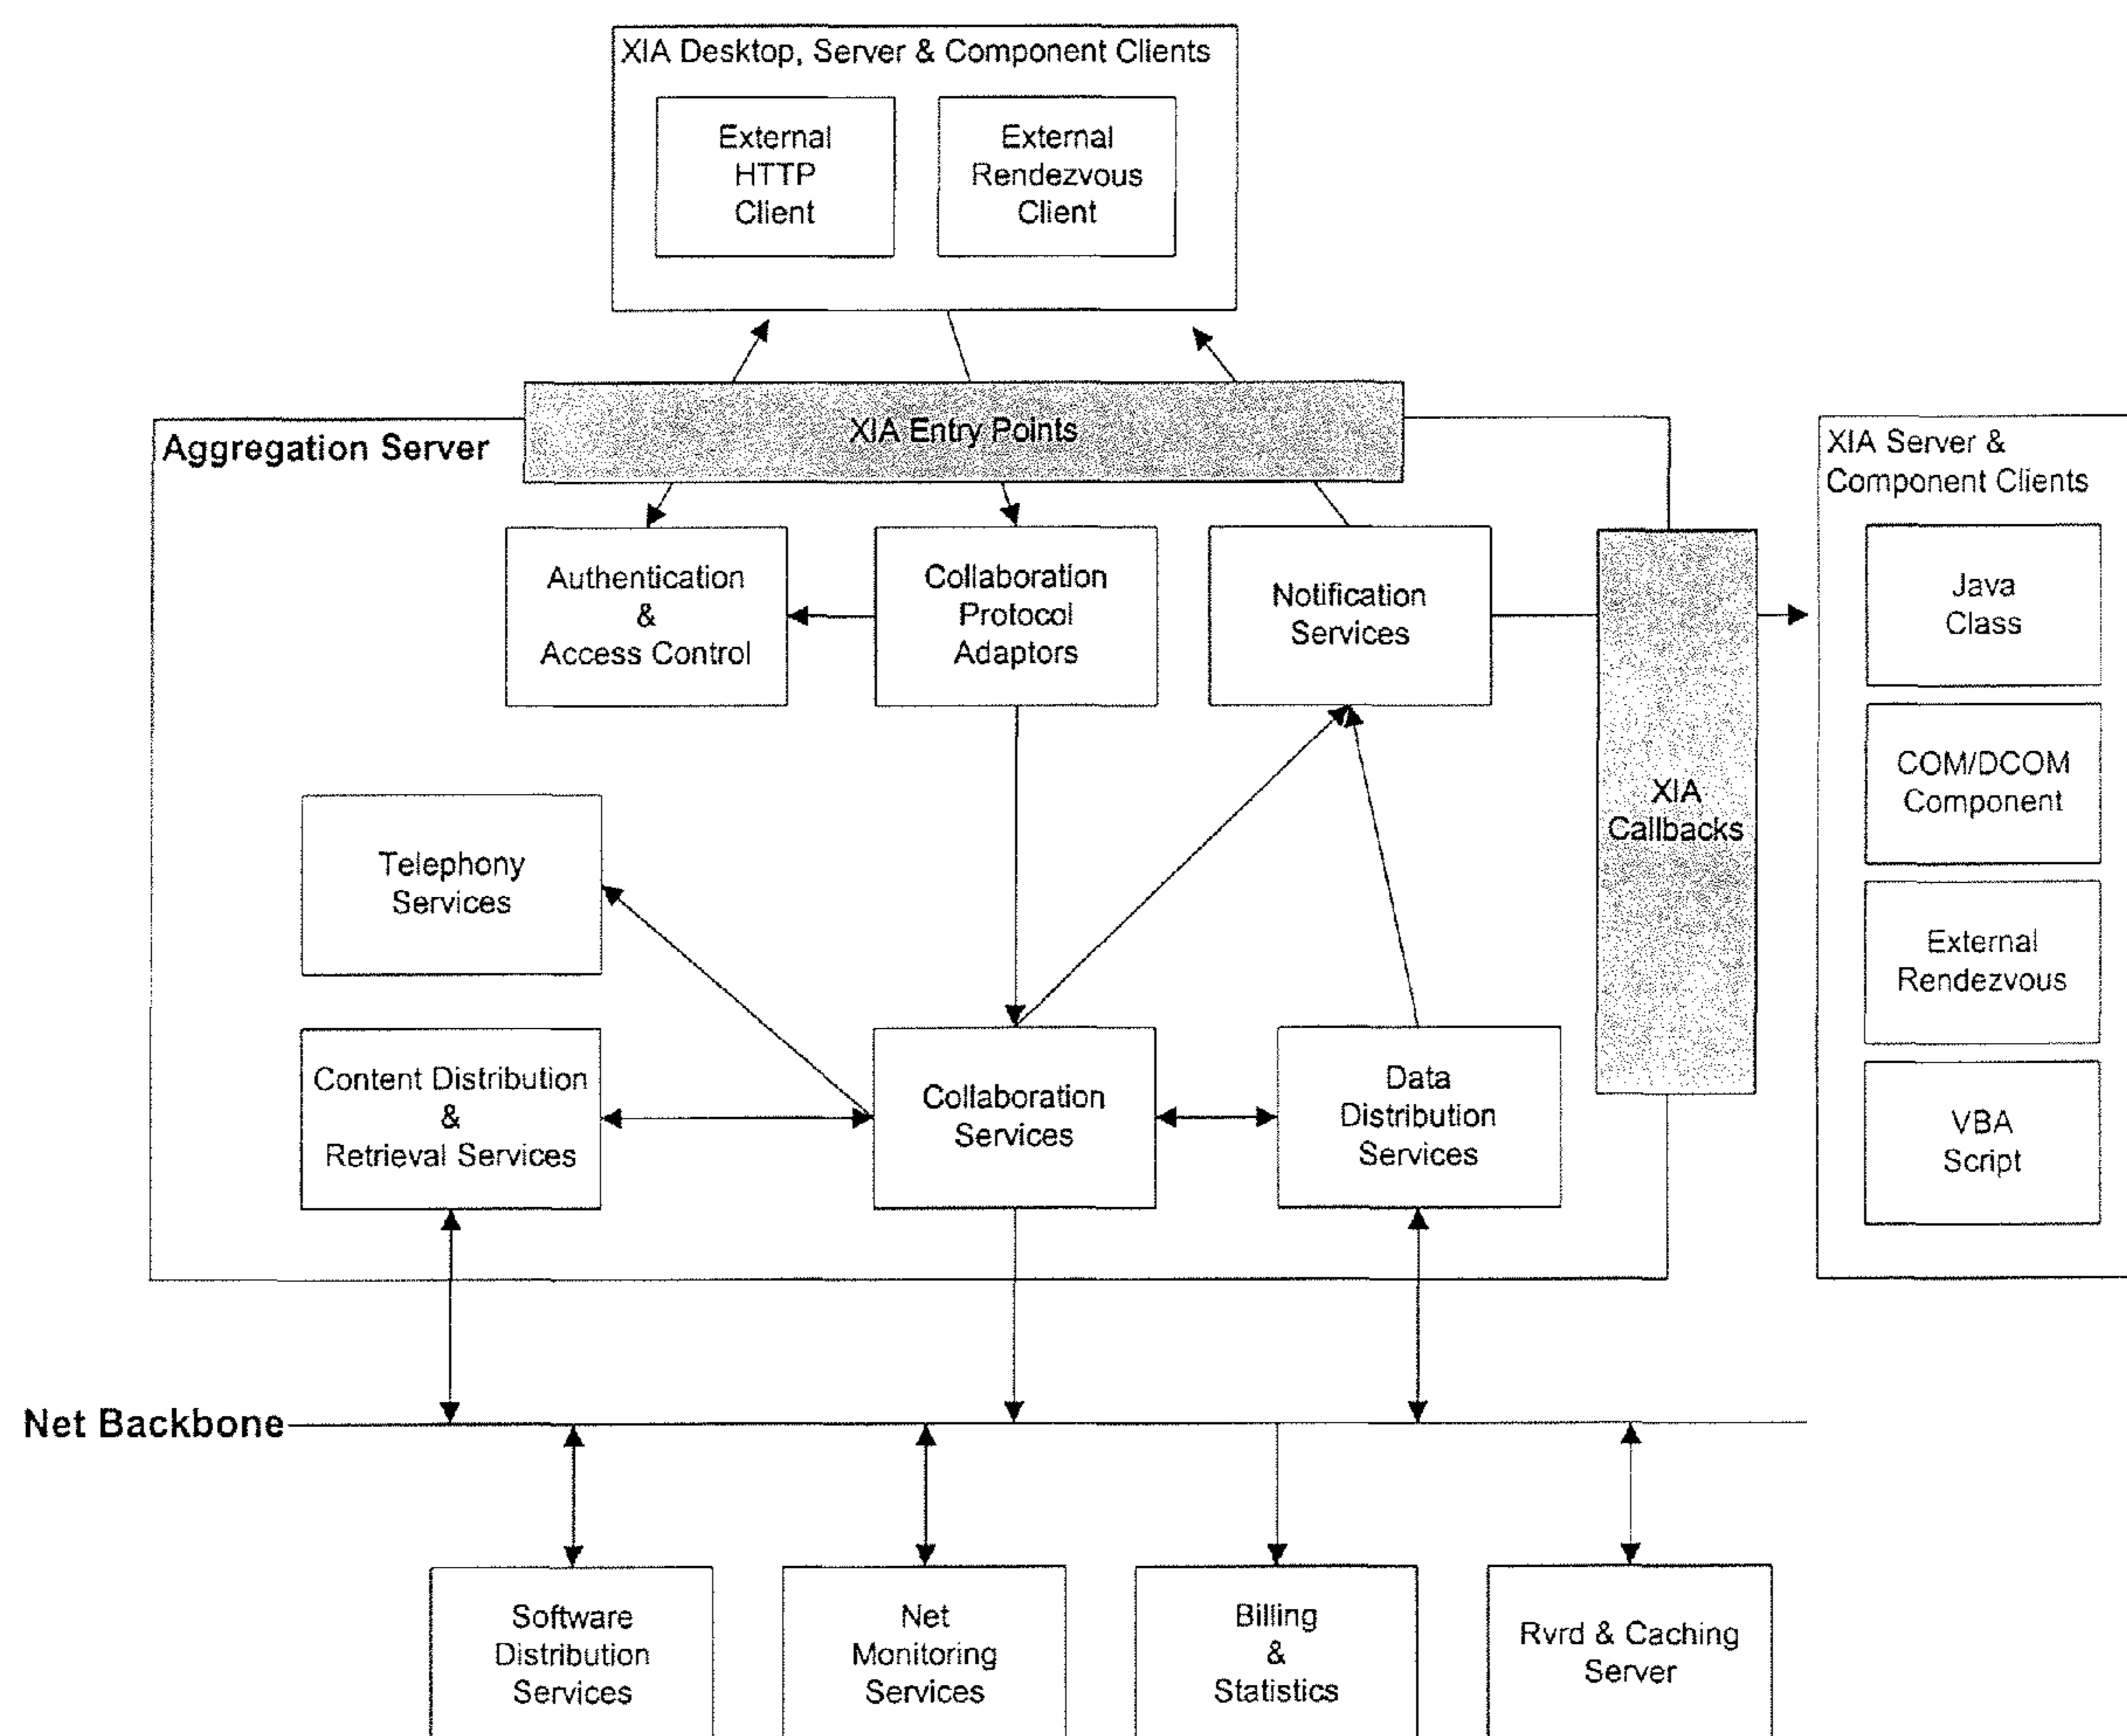 XIA Desktop, Server & Component Clients
External
HTTP
Client
External
Rendezvous
Client
XIA Entry Points
Aggregation Server
XIA Server &
Component Clients
Authentication
&
Access Control
Collaboration
Protocol
Adaptors
Notification
Services
Java
Class
COM/DCOM
Component
XIA
Callbacks
Telephony
Services
External
Rendezvous
Content Distribution
&
Retrieval Services
Collaboration
Services
Data
Distribution
Services
VBA
Script
Net Backbone
Software
Distribution
Services
Net
Monitoring
Services
Billing
&
Statistics
Rvrd & Caching
Server